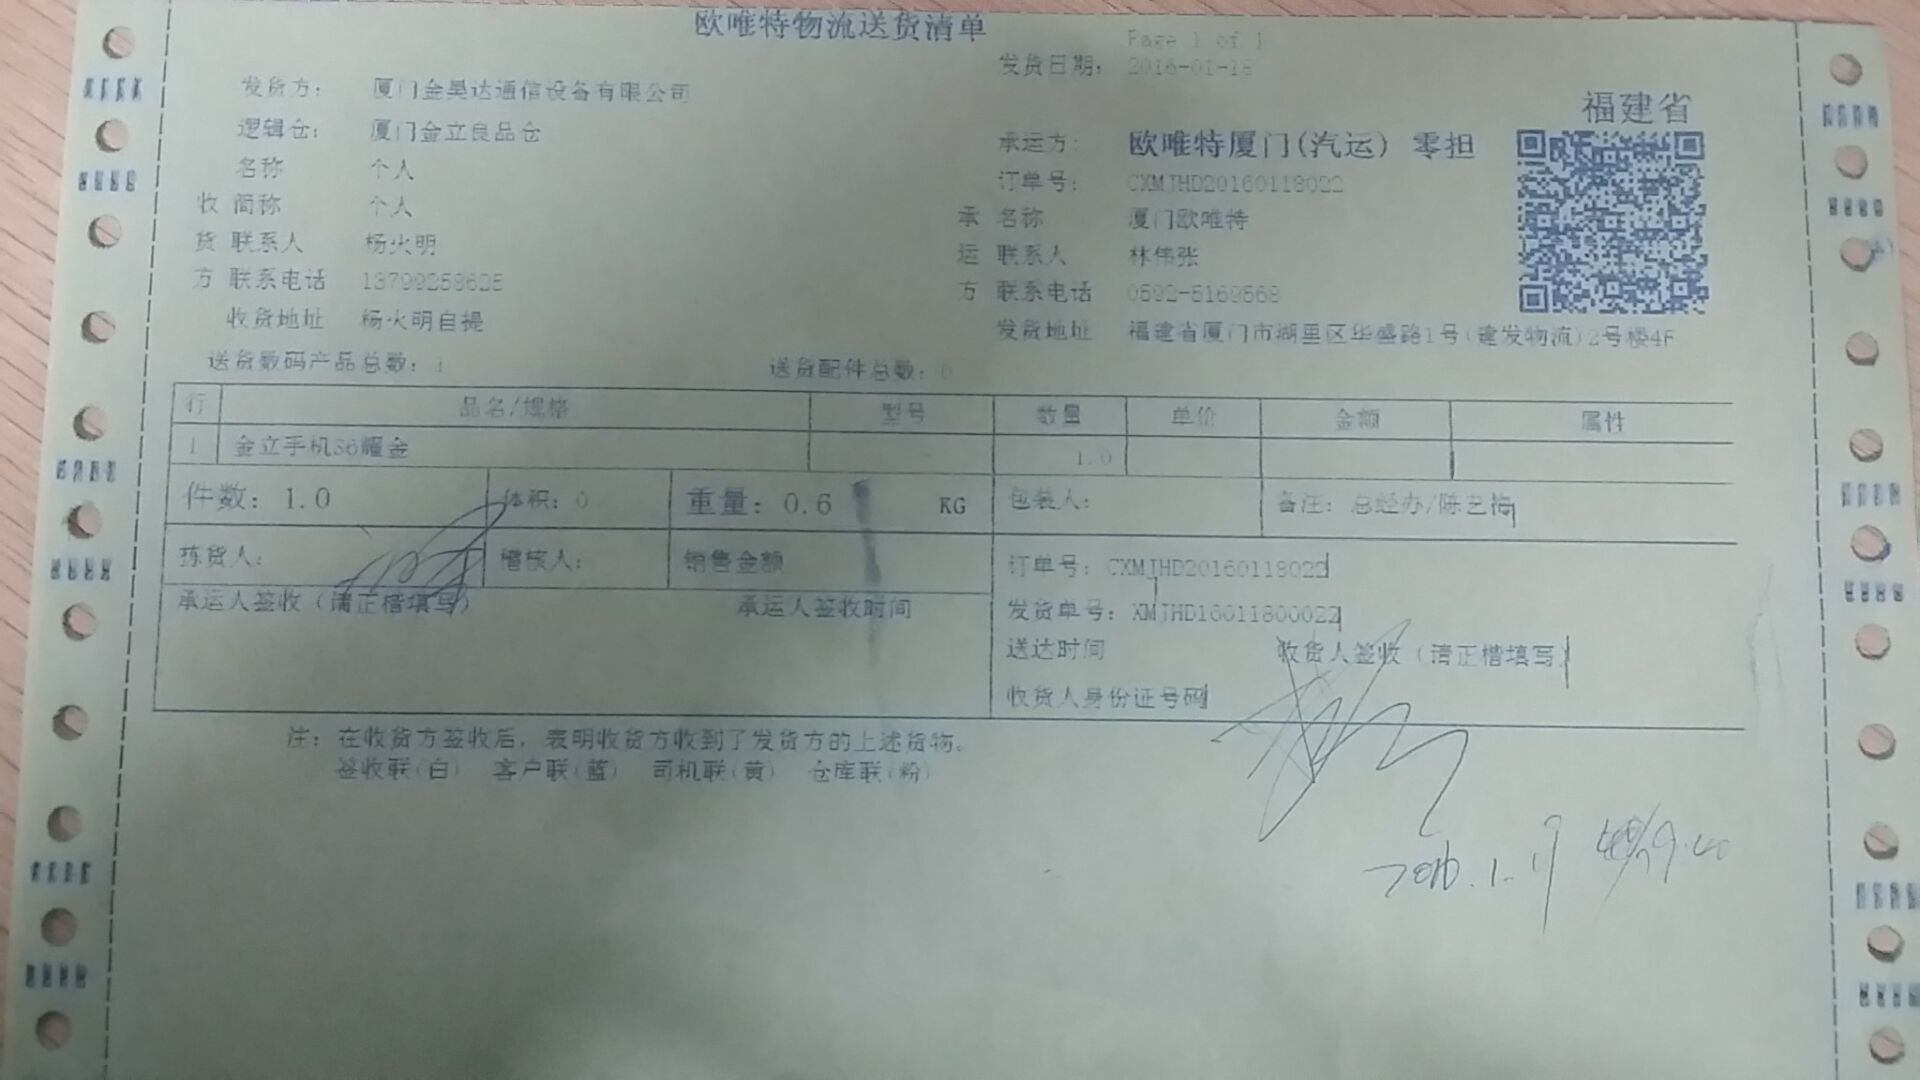 欧唯特物流送货清单
Page 1 of 1
发货日期: 2016-01-18
发货方: 厦门金昊达通信设备有限公司
福建省
逻辑仓: 厦门金立良品仓
承运方: 欧唯特厦门(汽运) 零担
名称 个人
订单号: CXMJHD20160118022
收 简称 个人
承 名称 厦门欧唯特
货 联系人 杨火明
运 联系人 林伟张
方 联系电话 13799258625
方 联系电话 0592-5169568
收货地址 杨火明自提
发货地址 福建省厦门市湖里区华盛路1号(建发物流)2号楼4F
送货数码产品总数: 1 送货配件总数: 0
行 品名/规格 型号 数量 单价 金额 属性
1 金立手机S6耀金 1.0
件数: 1.0 体积: 0 重量: 0.6 KG 包装人: 备注: 总经办/陈艺梅
拣货人: 稽核人: 销售金额
订单号: CXMJHD20160118022
承运人签收(请正楷填写) 承运人签收时间
发货单号: XMJHD16011800022
送达时间 收货人签收(请正楷填写)
收货人身份证号码
注: 在收货方签收后, 表明收货方收到了发货方的上述货物。
签收联(白) 客户联(蓝) 司机联(黄) 仓库联(粉)
2016.1.19